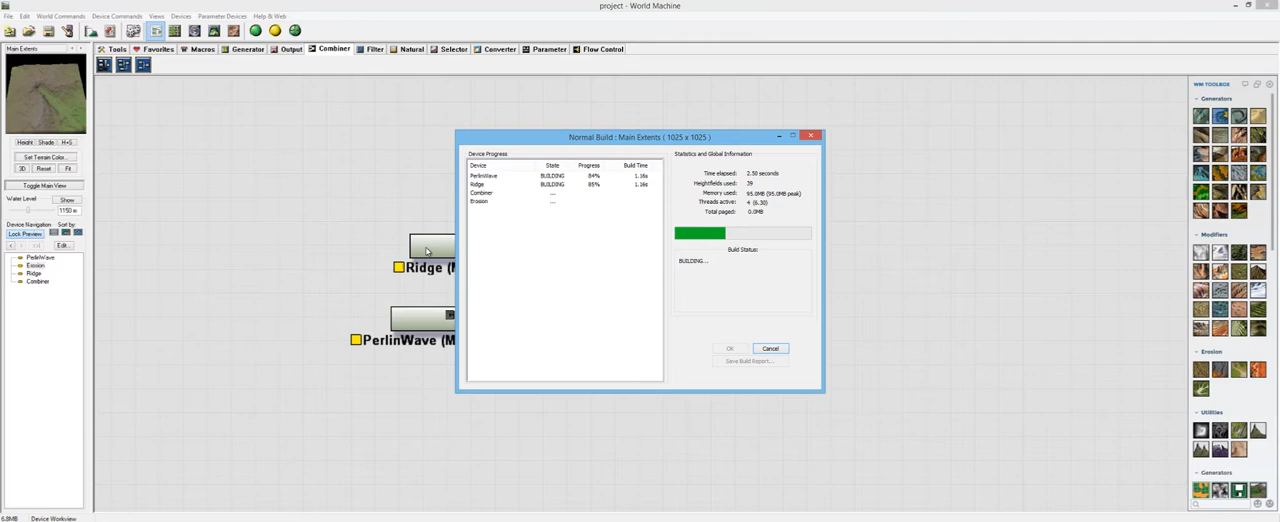 project - World Machine
File Edit World Commands Device Commands Views Devices Parameter Devices Help & Web
Main Extents
Tools Favorites Macros Generator Output Combiner Filter Natural Selector Converter Parameter Flow Control
Height Shade H+S
Set Terrain Color...
3D Reset Fit
Toggle Main View
Water Level Show
1150 m
Device Navigation Sort by:
Lock Preview
Edit...
PerlinWave
Erosion
Ridge
Combiner
Ridge (M
PerlinWave (M
Normal Build : Main Extents ( 1025 x 1025 )
Device Progress
Device State Progress Build Time
PerlinWave BUILDING 84% 1.16s
Ridge BUILDING 85% 1.16s
Combiner ...
Erosion ...
Statistics and Global Information
Time elapsed: 2.50 seconds
Heightfields used: 39
Memory used: 95.0MB (95.0MB peak)
Threads active: 4 (6.30)
Total paged: 0.0MB
Build Status:
BUILDING...
OK Cancel
Save Build Report...
WM TOOLBOX
Generators
Modifiers
Erosion
Utilities
Generators
6.8MB Device Workview